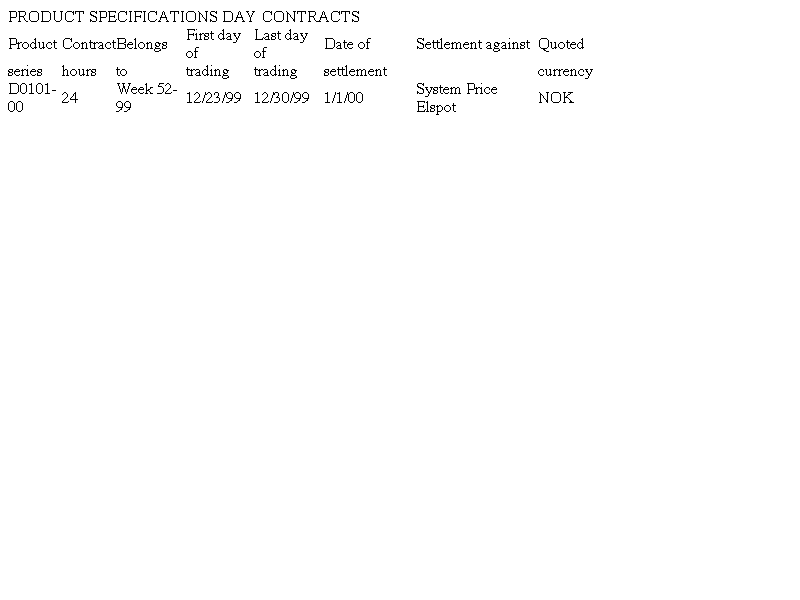 PRODUCT SPECIFICATIONS DAY CONTRACTS
Product series
Contract hours
Belongs to
First day of trading
Last day of trading
Date of settlement
Settlement against
Quoted currency
D0101-00
24
Week 52-99
12/23/99
12/30/99
1/1/00
System Price Elspot
NOK